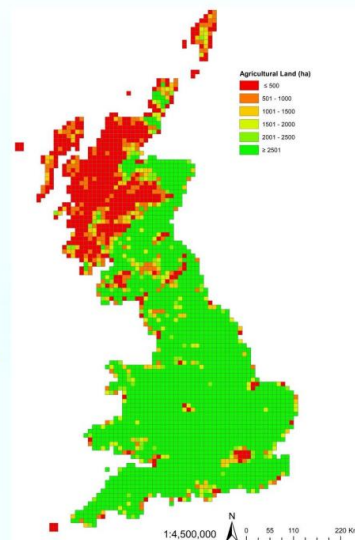 Agricultural Land (ha)
≤ 500
501 - 1000
1001 - 1500
1501 - 2000
2001 - 2500
≥ 2501
N
1:4,500,000
0 55 110 220 Km